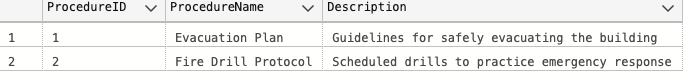 ProcedureID ProcedureName Description
1 1 Evacuation Plan Guidelines for safely evacuating the building
2 2 Fire Drill Protocol Scheduled drills to practice emergency response